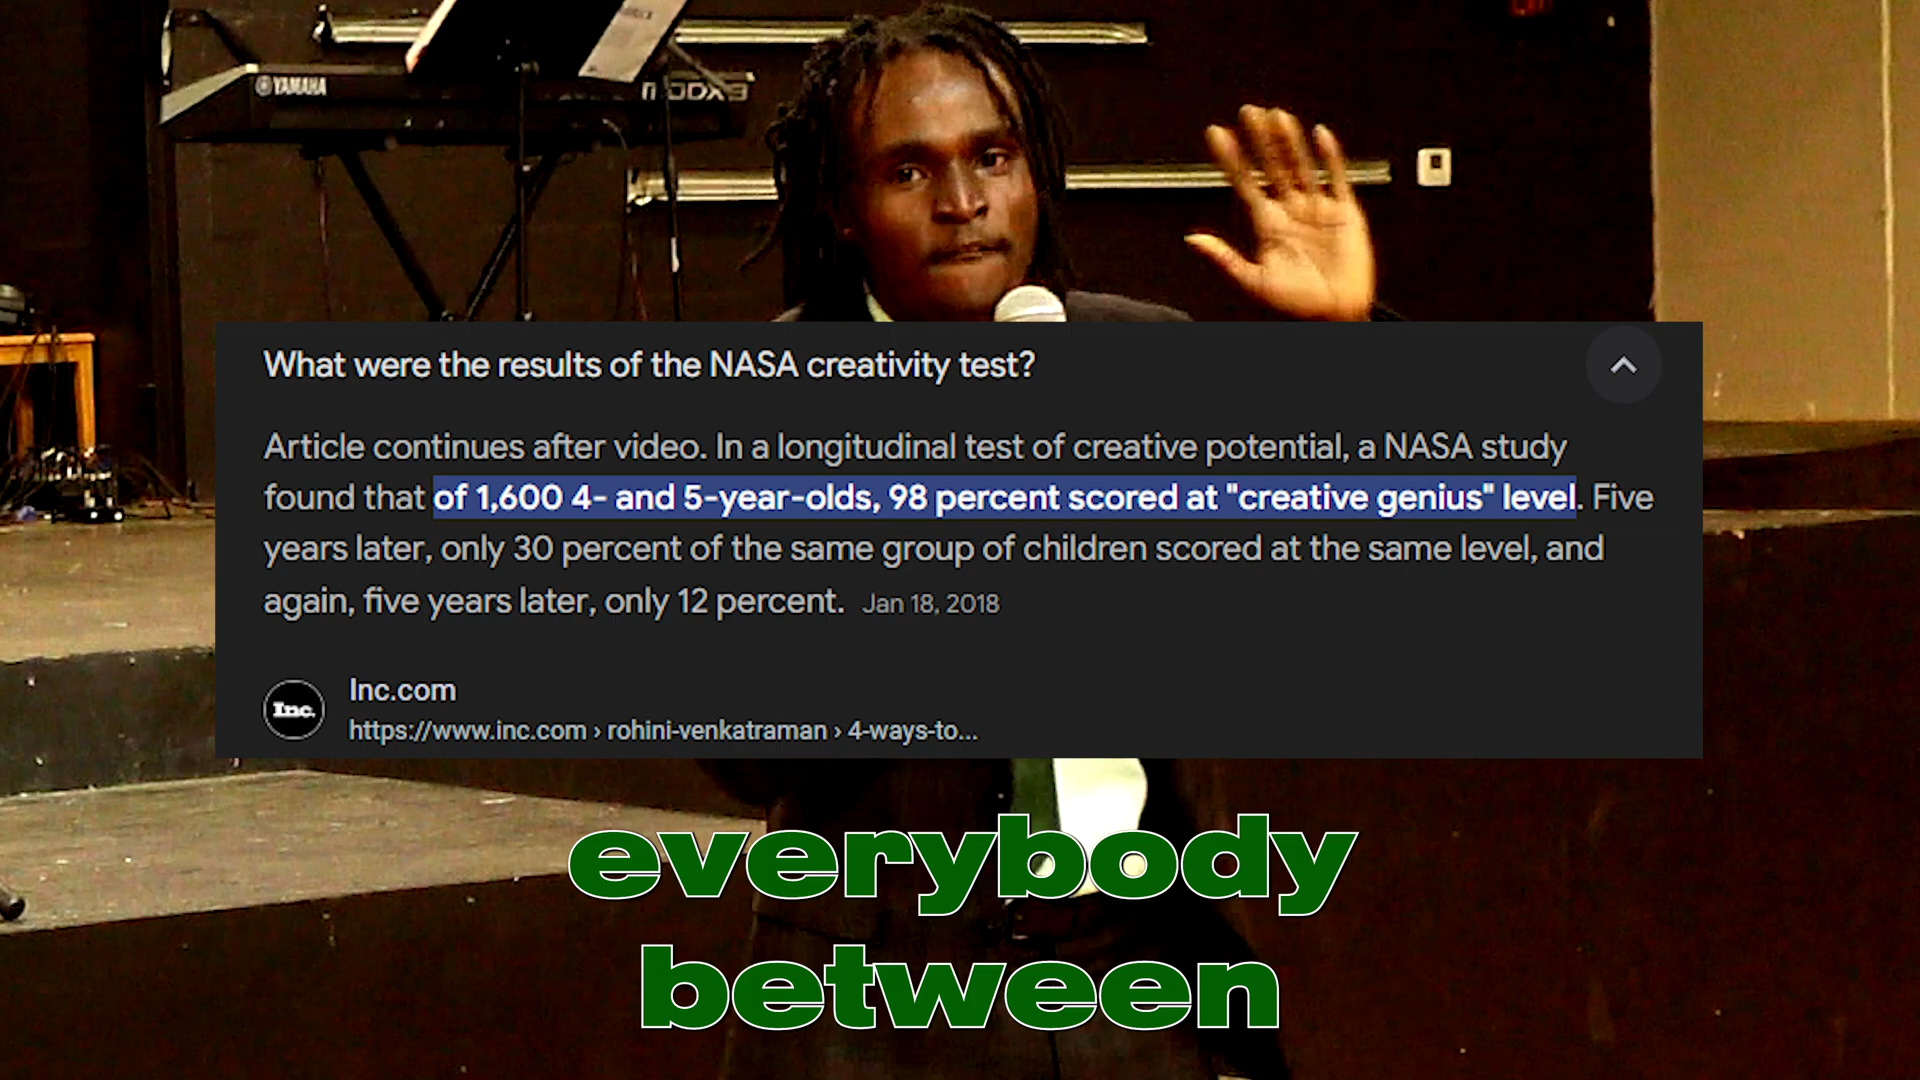 YAMAHA
MODX8
What were the results of the NASA creativity test?
Article continues after video. In a longitudinal test of creative potential, a NASA study
found that of 1,600 4- and 5-year-olds, 98 percent scored at "creative genius" level. Five
years later, only 30 percent of the same group of children scored at the same level, and
again, five years later, only 12 percent. Jan 18, 2018
Inc.
Inc.com
https://www.inc.com › rohini-venkatraman › 4-ways-to...
everybody
between